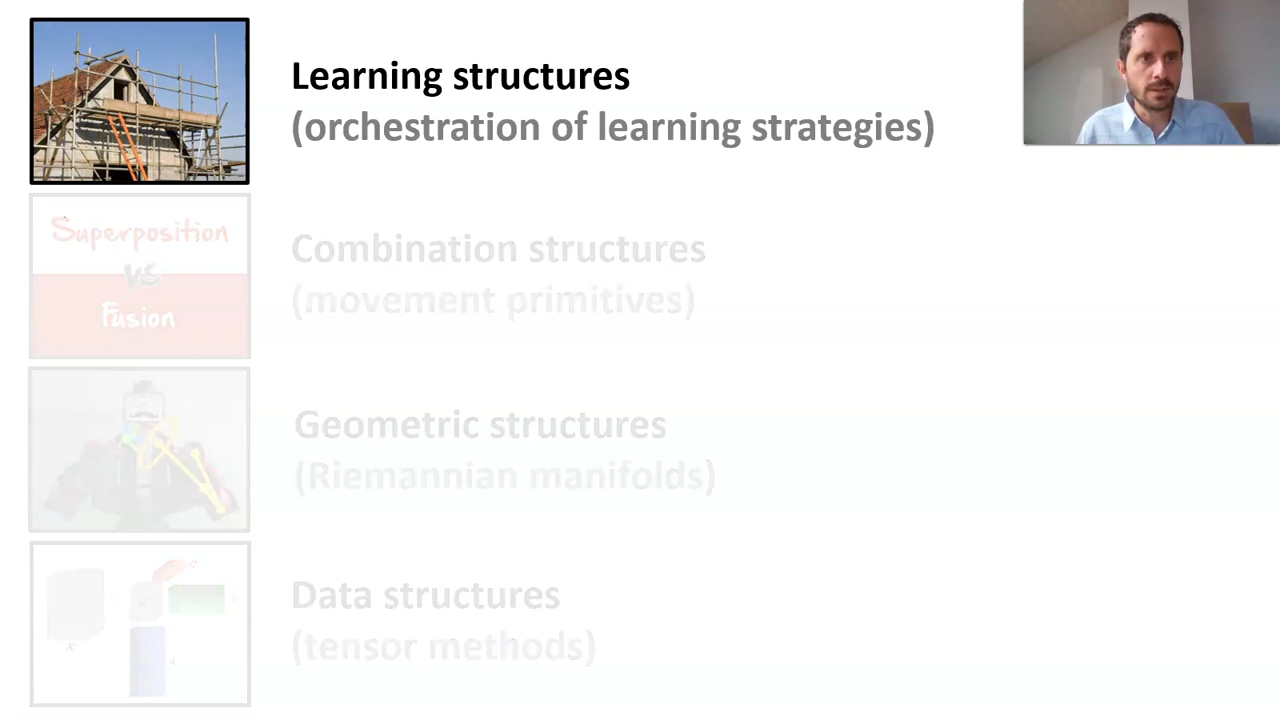 Learning structures
(orchestration of learning strategies)
Superposition
vs
Fusion
Combination structures
(movement primitives)
Geometric structures
(Riemannian manifolds)
Data structures
(tensor methods)